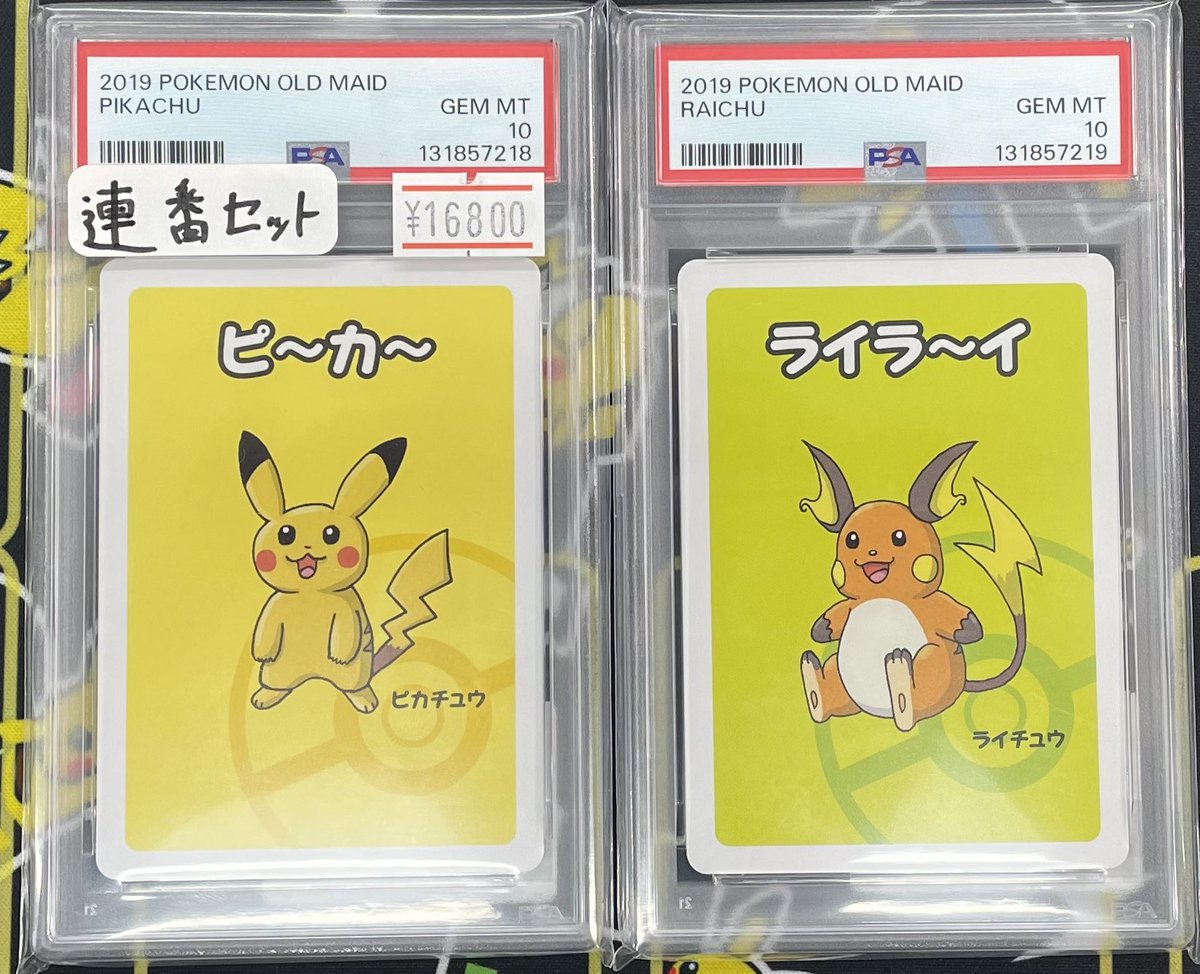 2019 POKEMON OLD MAID
PIKACHU
GEM MT
10
PSA
131857218
連番セット
¥16800
ピ〜カ〜
ピカチュウ
2019 POKEMON OLD MAID
RAICHU
GEM MT
10
PSA
131857219
ライラ〜イ
ライチュウ